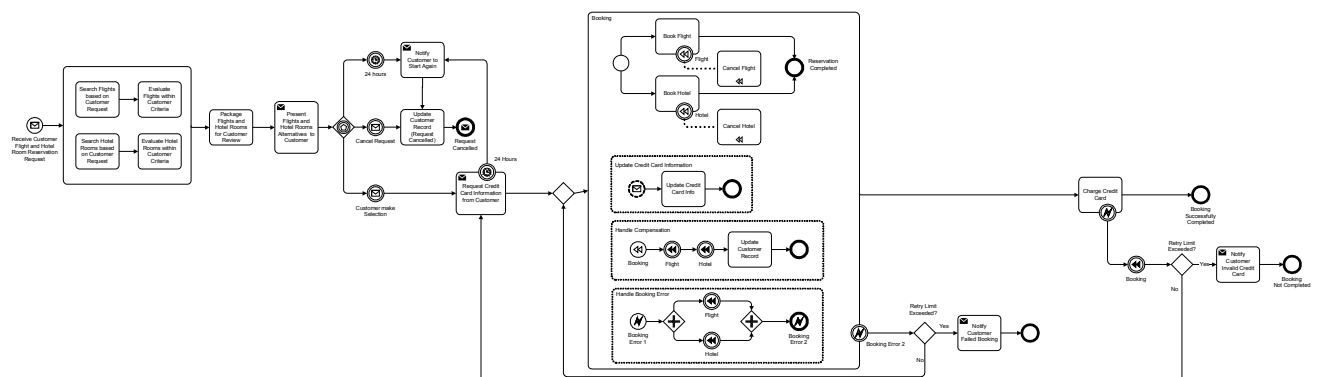 Receive Customer
Flight and Hotel
Room Reservation
Request
Search Flights
based on
Customer
Request
Evaluate
Flights within
Customer
Criteria
Search Hotel
Rooms based
on Customer
Request
Evaluate Hotel
Rooms within
Customer
Criteria
Package
Flights and
Hotel Rooms
for Customer
Review
Present
Flights and
Hotel Rooms
Alternatives to
Customer
24 hours
Notify
Customer to
Start Again
Cancel Request
Update
Customer
Record
(Request
Cancelled)
Request
Cancelled
Customer make
Selection
24 Hours
Request Credit
Card Information
from Customer
Booking
Book Flight
Flight
Cancel Flight
Book Hotel
Hotel
Cancel Hotel
Reservation
Completed
Update Credit Card Information
Update Credit
Card Info
Handle Compensation
Booking
Flight
Hotel
Update
Customer
Record
Handle Booking Error
Booking
Error 1
Flight
Hotel
Booking
Error 2
Booking Error 2
Retry Limit
Exceeded?
Yes
No
Notify
Customer
Failed Booking
Charge Credit
Card
Booking
Successfully
Completed
Booking
Retry Limit
Exceeded?
Yes
No
Notify
Customer
Invalid Credit
Card
Booking
Not Completed